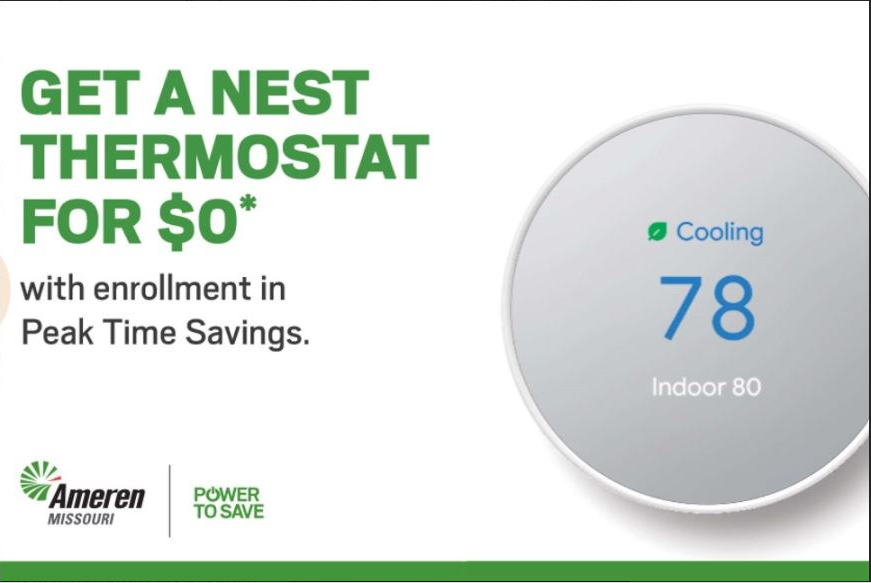 GET A NEST
THERMOSTAT
FOR $0*
with enrollment in
Peak Time Savings.
Cooling
78
Indoor 80
Ameren
MISSOURI
POWER
TO SAVE